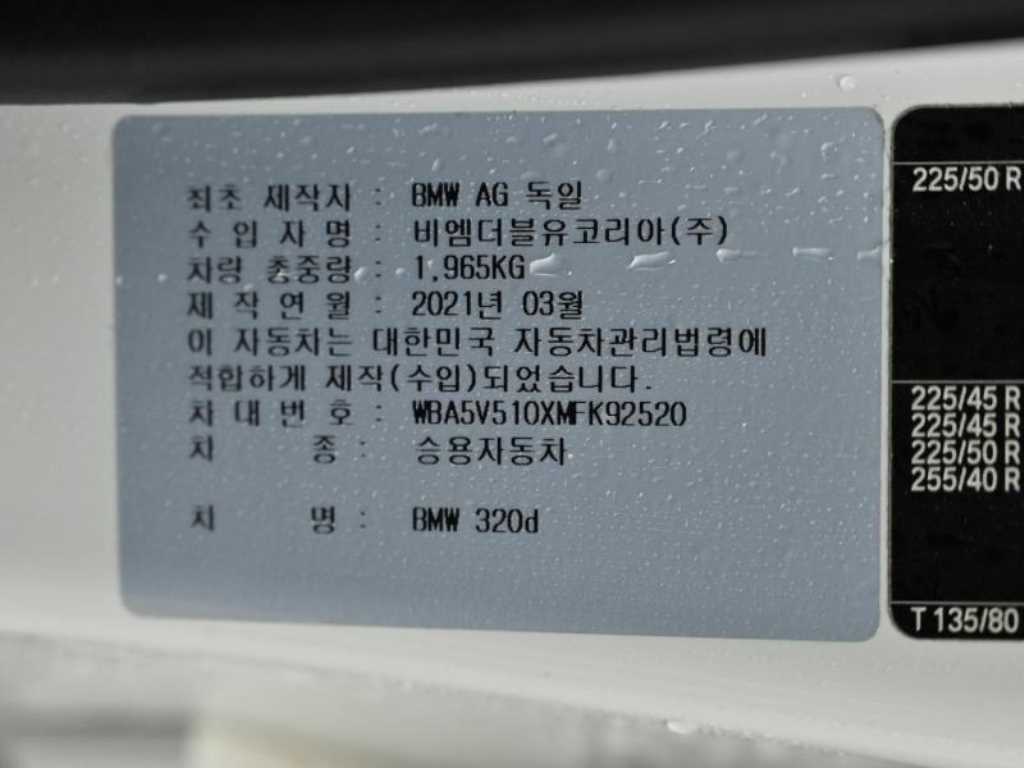 최초 제작자 : BMW AG 독일
수 입 자 명 : 비엠더블유코리아(주)
차량 총중량 : 1,965KG
제 작 연 월 : 2021년 03월
이 자동차는 대한민국 자동차관리법령에
적합하게 제작(수입)되었습니다.
차 대 번 호 : WBA5V510XMFK92520
차 종 : 승용자동차
차 명 : BMW 320d
225/50 R
225/45 R
225/45 R
225/50 R
255/40 R
T 135/80